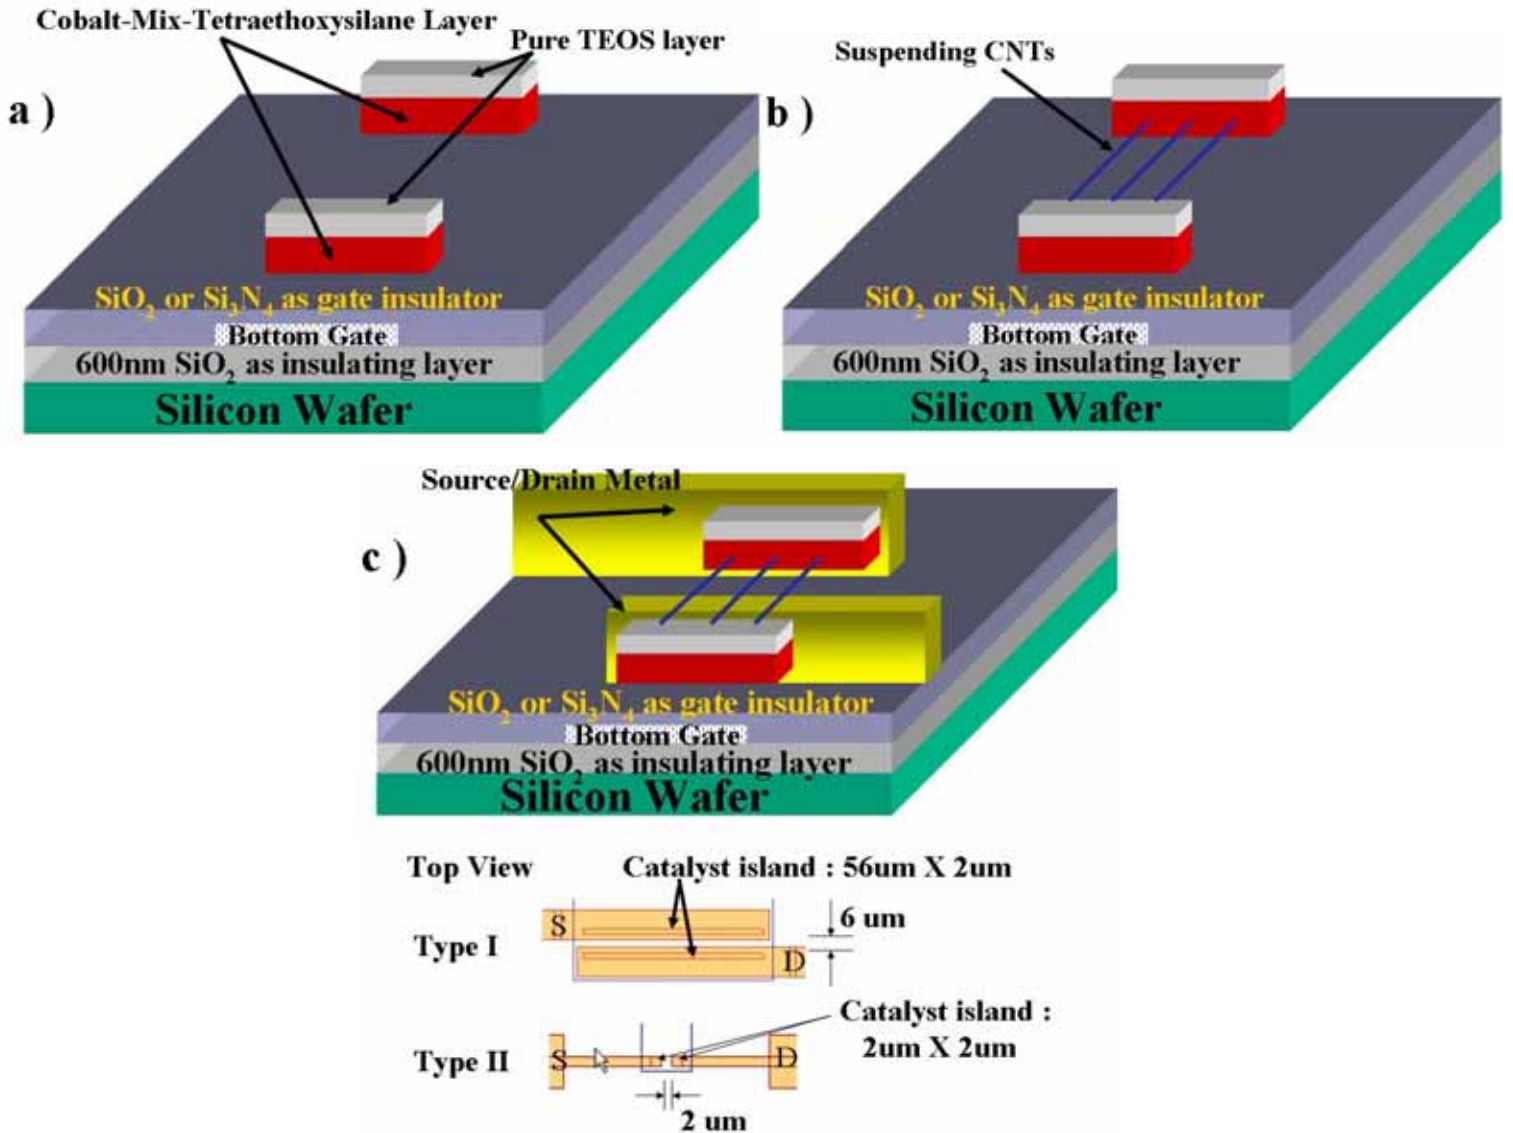 Cobalt-Mix-Tetraethoxysilane Layer
Pure TEOS layer
a )
SiO₂ or Si₃N₄ as gate insulator
Bottom Gate
600nm SiO₂ as insulating layer
Silicon Wafer
Suspending CNTs
b )
SiO₂ or Si₃N₄ as gate insulator
Bottom Gate
600nm SiO₂ as insulating layer
Silicon Wafer
Source/Drain Metal
c )
SiO₂ or Si₃N₄ as gate insulator
Bottom Gate
600nm SiO₂ as insulating layer
Silicon Wafer
Top View
Catalyst island : 56um X 2um
Type I
S
D
6 um
Type II
S
D
Catalyst island :
2um X 2um
2 um